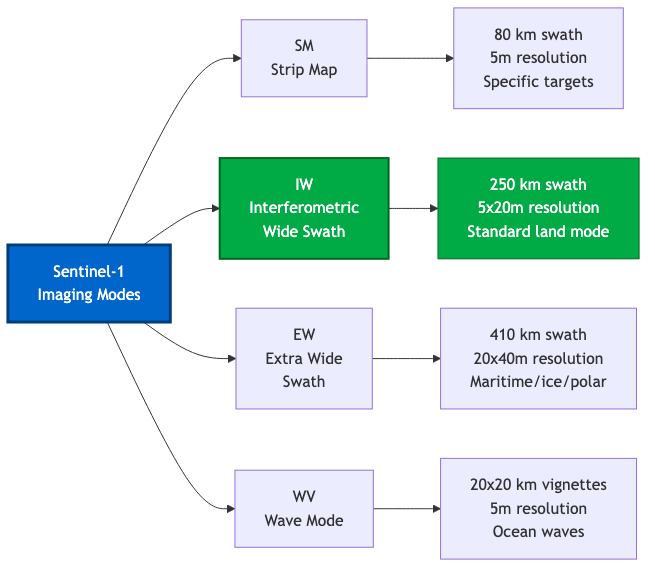 Sentinel-1
Imaging Modes
SM
Strip Map
80 km swath
5m resolution
Specific targets
IW
Interferometric
Wide Swath
250 km swath
5x20m resolution
Standard land mode
EW
Extra Wide
Swath
410 km swath
20x40m resolution
Maritime/ice/polar
WV
Wave Mode
20x20 km vignettes
5m resolution
Ocean waves